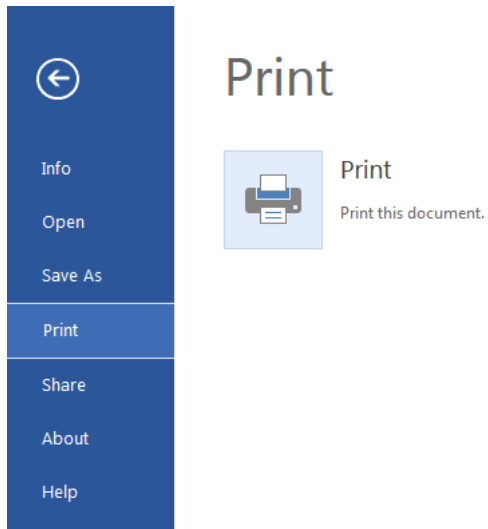 Print
Info
Open
Save As
Print
Share
About
Help
Print
Print this document.